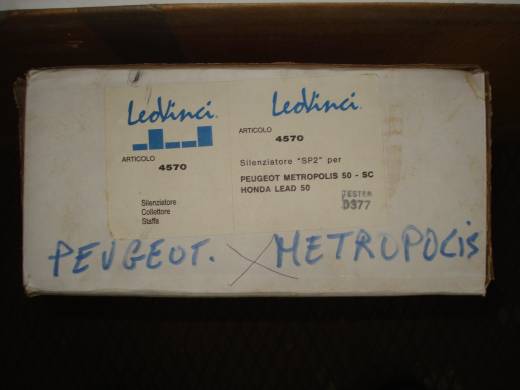 LeoVinci
ARTICOLO
4570
Silenziatore
Collettore
Staffa
LeoVinci
ARTICOLO
4570
Silenziatore "SP2" per
PEUGEOT METROPOLIS 50 - SC
HONDA LEAD 50
TESTER
D377
PEUGEOT. METROPOLIS